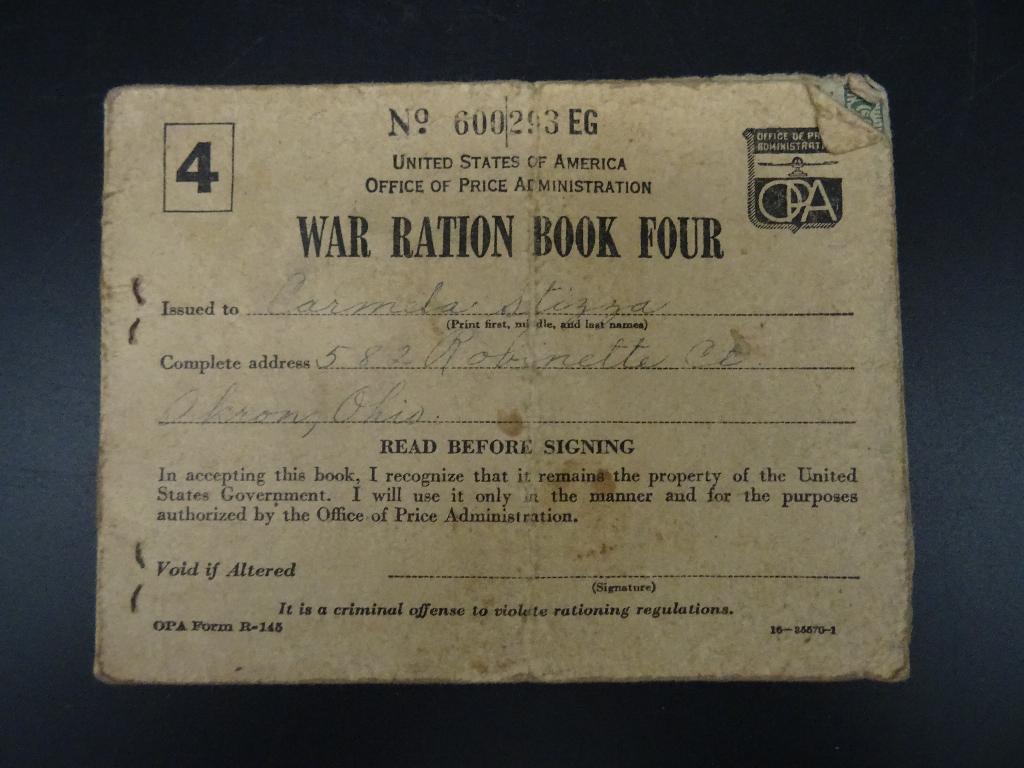 4
No 600293 EG
UNITED STATES OF AMERICA
OFFICE OF PRICE ADMINISTRATION
OFFICE OF PR
ADMINISTRATI
OPA
WAR RATION BOOK FOUR
Issued to Carmela Stizza
(Print first, middle, and last names)
Complete address 582 Robinette Ct.
Akron, Ohio.
READ BEFORE SIGNING
In accepting this book, I recognize that it remains the property of the United
States Government. I will use it only in the manner and for the purposes
authorized by the Office of Price Administration.
Void if Altered
(Signature)
It is a criminal offense to violate rationing regulations.
OPA Form R-145
16-35570-1